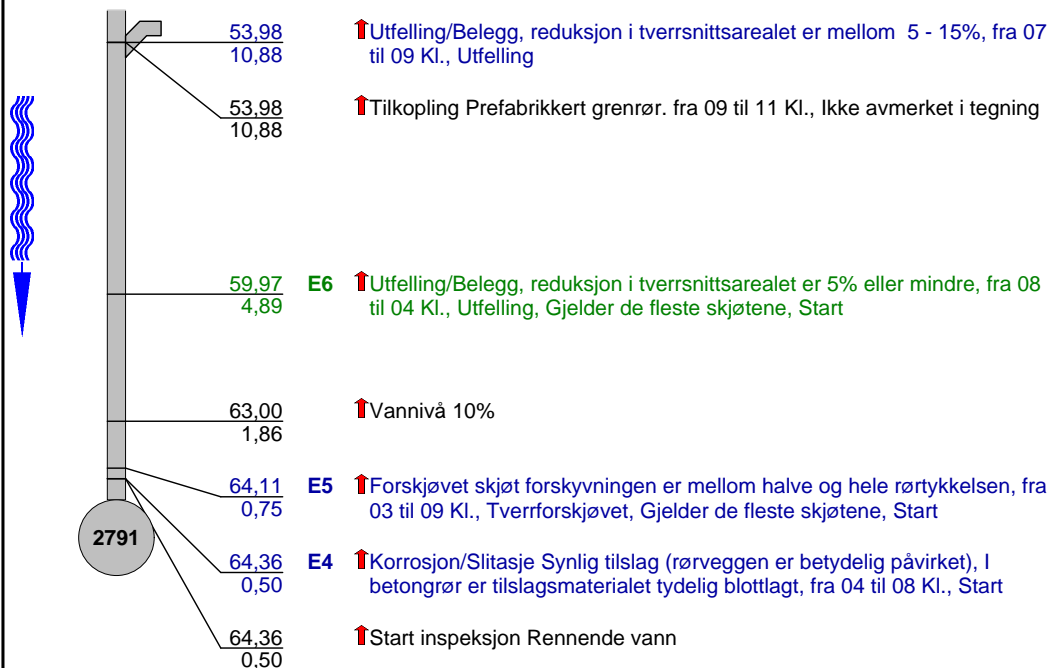 53,98
Utfelling/Belegg, reduksjon i tverrsnittsarealet er mellom  5 - 15%, fra 07
10,88
til 09 Kl., Utfelling
53,98
Tilkopling Prefabrikkert grenrør. fra 09 til 11 Kl., Ikke avmerket i tegning
10,88
59,97 E6 Utfelling/Belegg, reduksjon i tverrsnittsarealet er 5% eller mindre, fra 08
4,89
til 04 Kl., Utfelling, Gjelder de fleste skjøtene, Start
63,00
Vannivå 10%
1,86
64,11 E5 Forskjøvet skjøt forskyvningen er mellom halve og hele rørtykkelsen, fra
0,75
03 til 09 Kl., Tverrforskjøvet, Gjelder de fleste skjøtene, Start
2791
64,36 E4 Korrosjon/Slitasje Synlig tilslag (rørveggen er betydelig påvirket), I
0,50
betongrør er tilslagsmaterialet tydelig blottlagt, fra 04 til 08 Kl., Start
64,36
Start inspeksjon Rennende vann
0,50